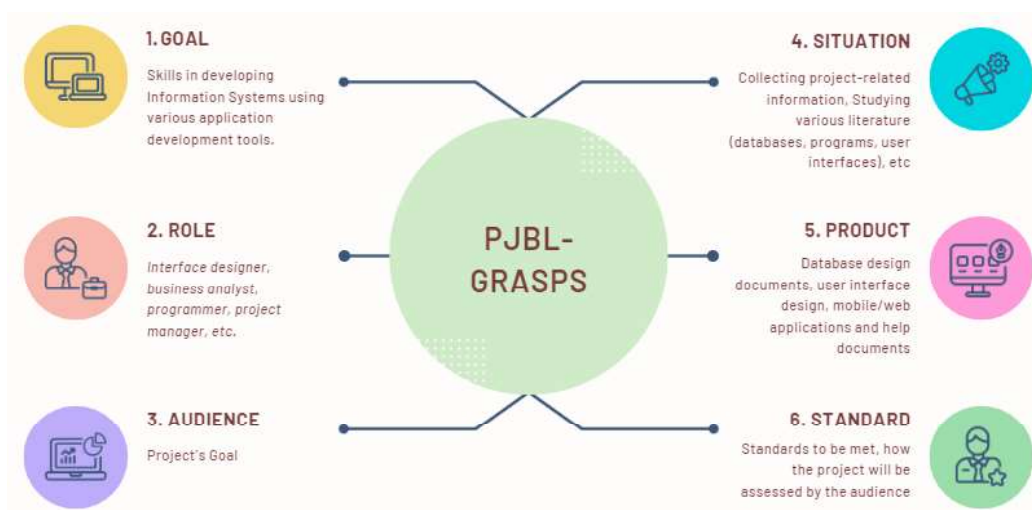 1. GOAL
Skills in developing
Information Systems using
various application
development tools.
2. ROLE
Interface designer,
business analyst,
programmer, project
manager, etc.
3. AUDIENCE
Project's Goal
PJBL-
GRASPS
4. SITUATION
Collecting project-related
information, Studying
various literature
(databases, programs, user
interfaces), etc
5. PRODUCT
Database design
documents, user interface
design, mobile/web
applications and help
documents
6. STANDARD
Standards to be met, how
the project will be
assessed by the audience